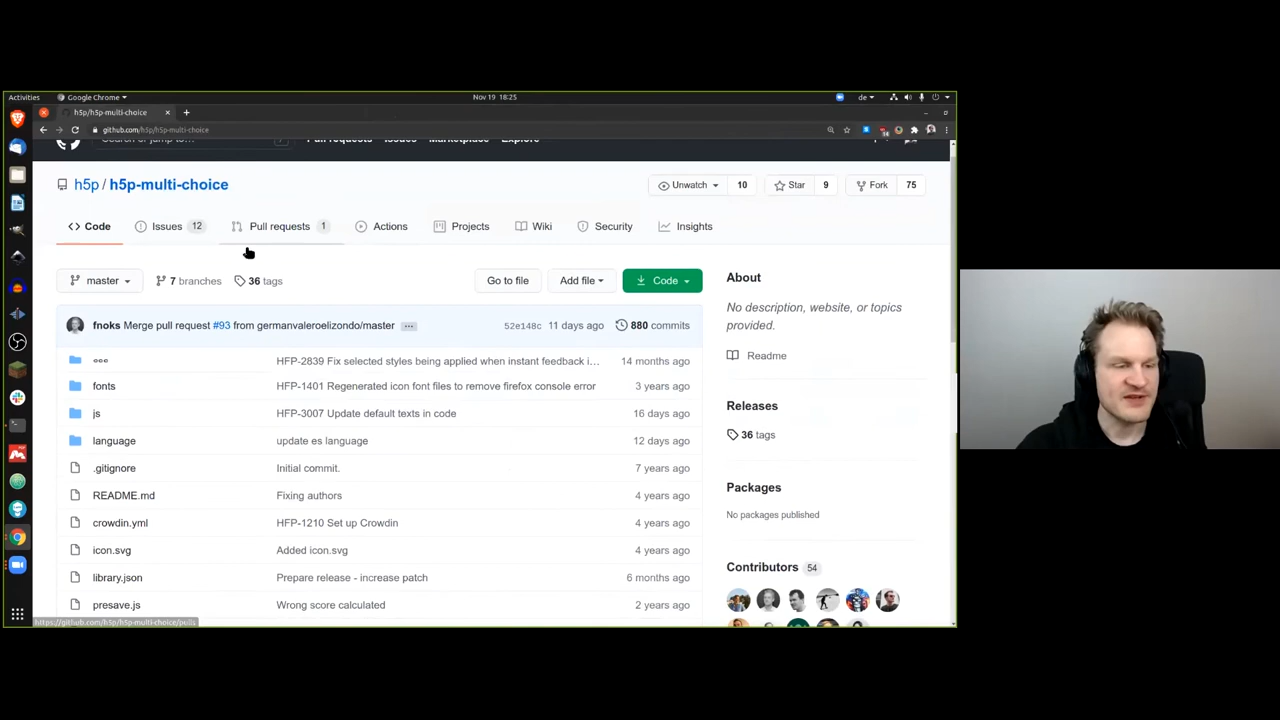 Activities
Google Chrome
Nov 19 18:25
de
h5p/h5p-multi-choice
github.com/h5p/h5p-multi-choice
h5p / h5p-multi-choice
Unwatch 10
Star 9
Fork 75
Code
Issues 12
Pull requests 1
Actions
Projects
Wiki
Security
Insights
master
7 branches
36 tags
Go to file
Add file
Code
fnoks Merge pull request #93 from germanvaleroelizondo/master
52e148c 11 days ago
880 commits
HFP-2839 Fix selected styles being applied when instant feedback i… 14 months ago
fonts HFP-1401 Regenerated icon font files to remove firefox console error 3 years ago
js HFP-3007 Update default texts in code 16 days ago
language update es language 12 days ago
.gitignore Initial commit. 7 years ago
README.md Fixing authors 4 years ago
crowdin.yml HFP-1210 Set up Crowdin 4 years ago
icon.svg Added icon.svg 4 years ago
library.json Prepare release - increase patch 6 months ago
presave.js Wrong score calculated 2 years ago
About
No description, website, or topics
provided.
Readme
Releases
36 tags
Packages
No packages published
Contributors 54
https://github.com/h5p/h5p-multi-choice/pulls